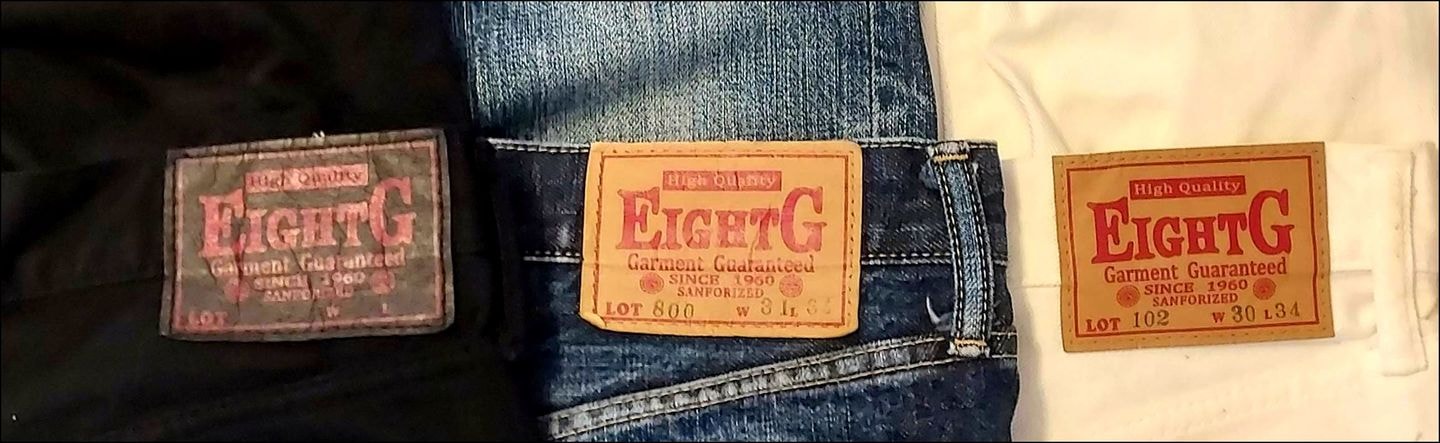 High Quality
EIGHTG
Garment Guaranteed
SINCE 1960
SANFORIZED
LOT W L
High Quality
EIGHTG
Garment Guaranteed
SINCE 1960
SANFORIZED
LOT 800 W 31 L 34
High Quality
EIGHTG
Garment Guaranteed
SINCE 1960
SANFORIZED
LOT 102 W 30 L 34